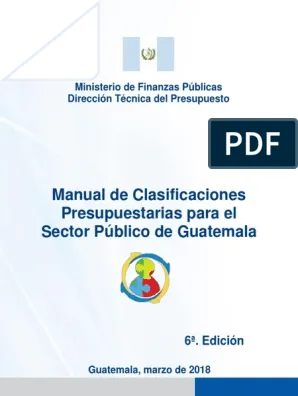 Ministerio de Finanzas Públicas
Dirección Técnica del Presupuesto
PDF
Manual de Clasificaciones
Presupuestarias para el
Sector Público de Guatemala
6ª. Edición
Guatemala, marzo de 2018